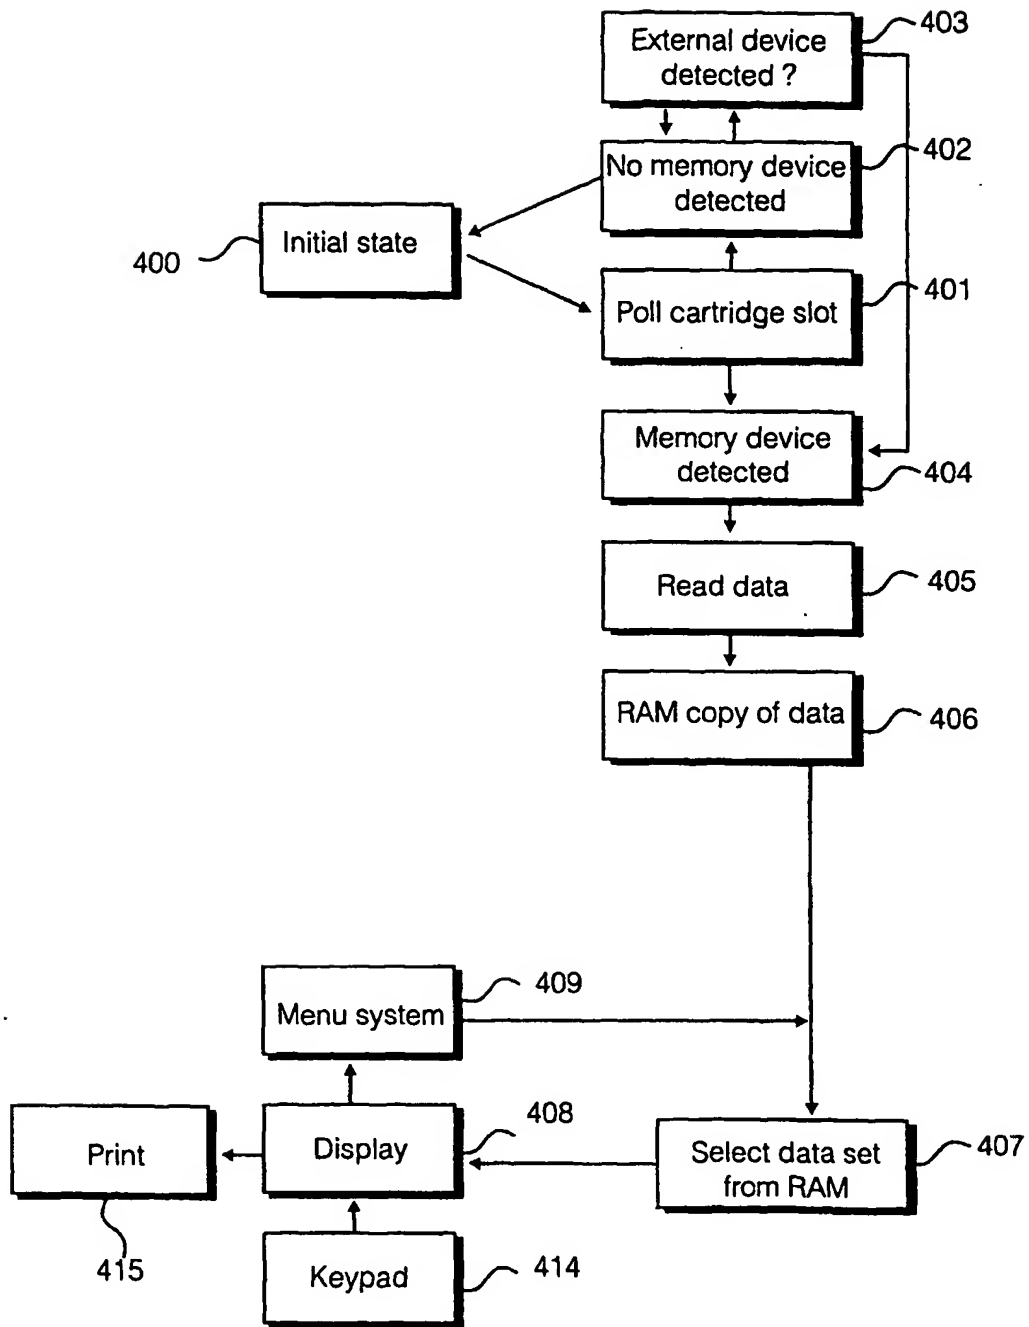 403
External device
detected ?
402
No memory device
detected
400
Initial state
401
Poll cartridge slot
Memory device
detected
404
Read data
405
RAM copy of data
406
409
Menu system
408
Display
Print
415
Select data set
from RAM
407
Keypad
414